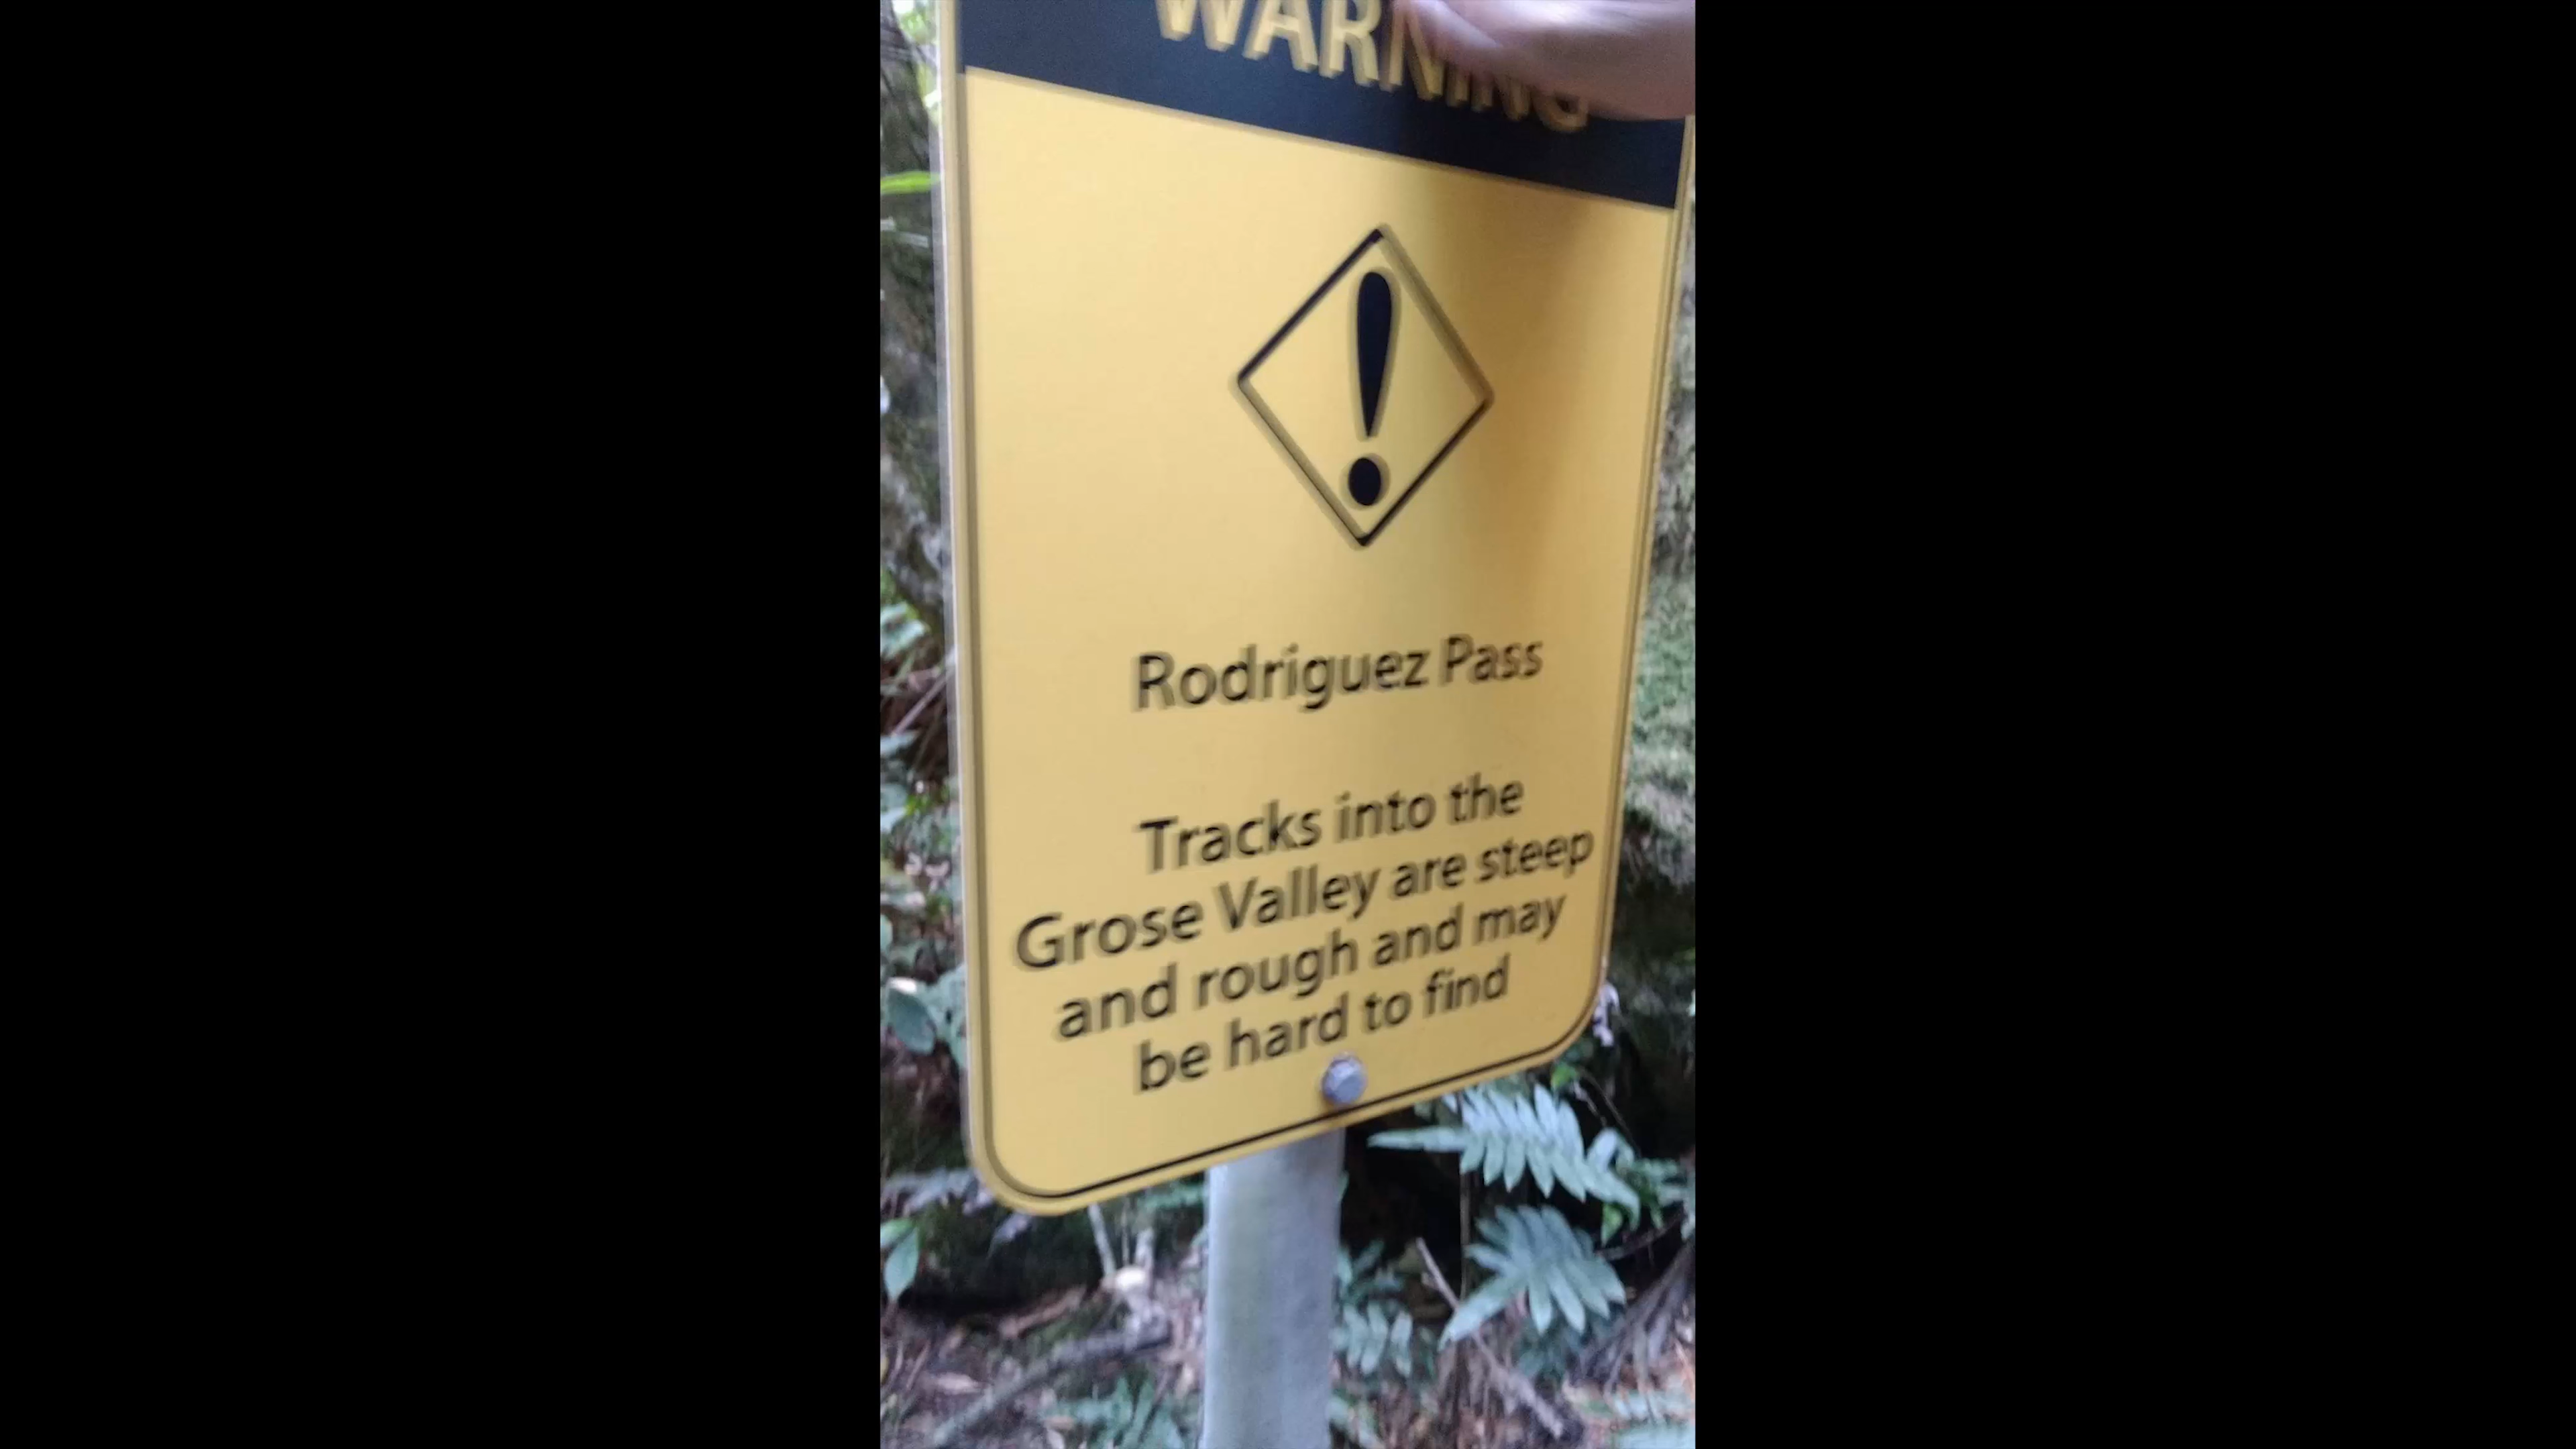 WARNING
Rodriguez Pass
Tracks into the
Grose Valley are steep
and rough and may
be hard to find